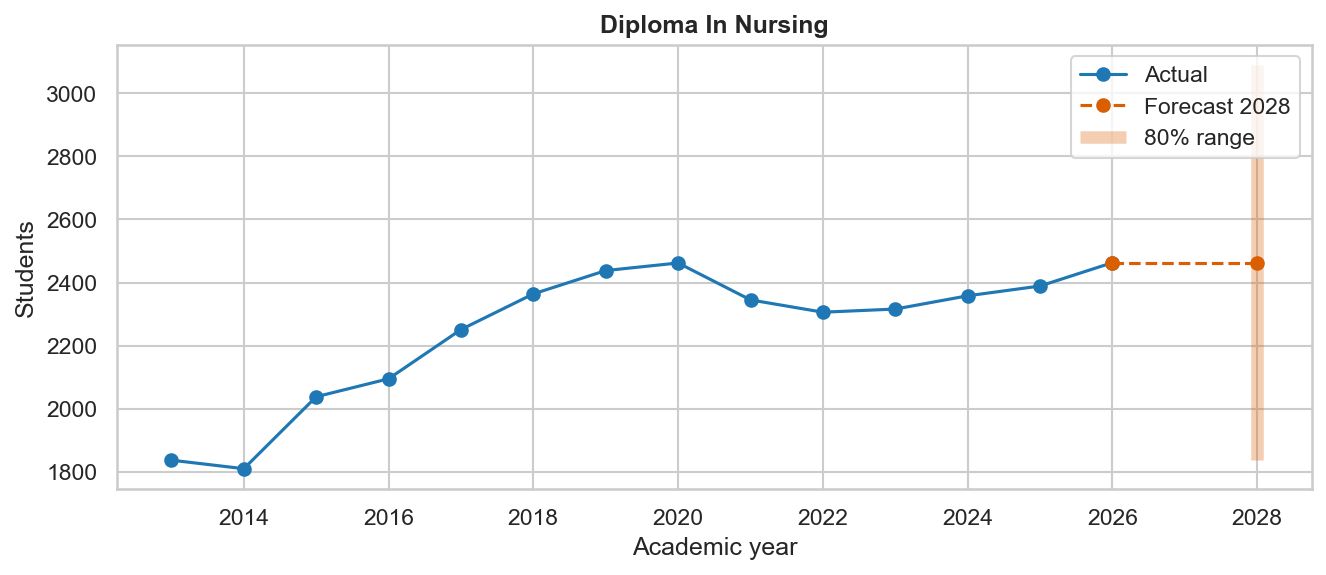 Diploma In Nursing
Students
3000
2800
2600
2400
2200
2000
1800
Actual
Forecast 2028
80% range
2014 2016 2018 2020 2022 2024 2026 2028
Academic year